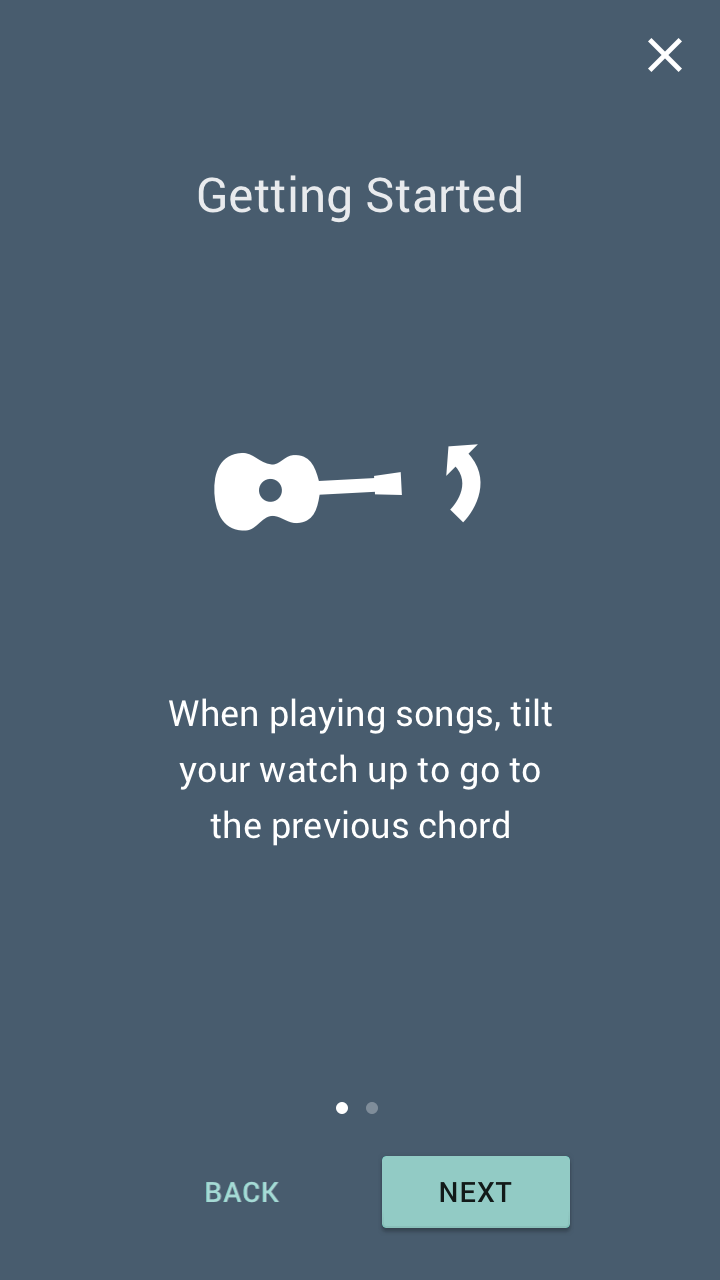 Getting Started
When playing songs, tilt
your watch up to go to
the previous chord
BACK
NEXT